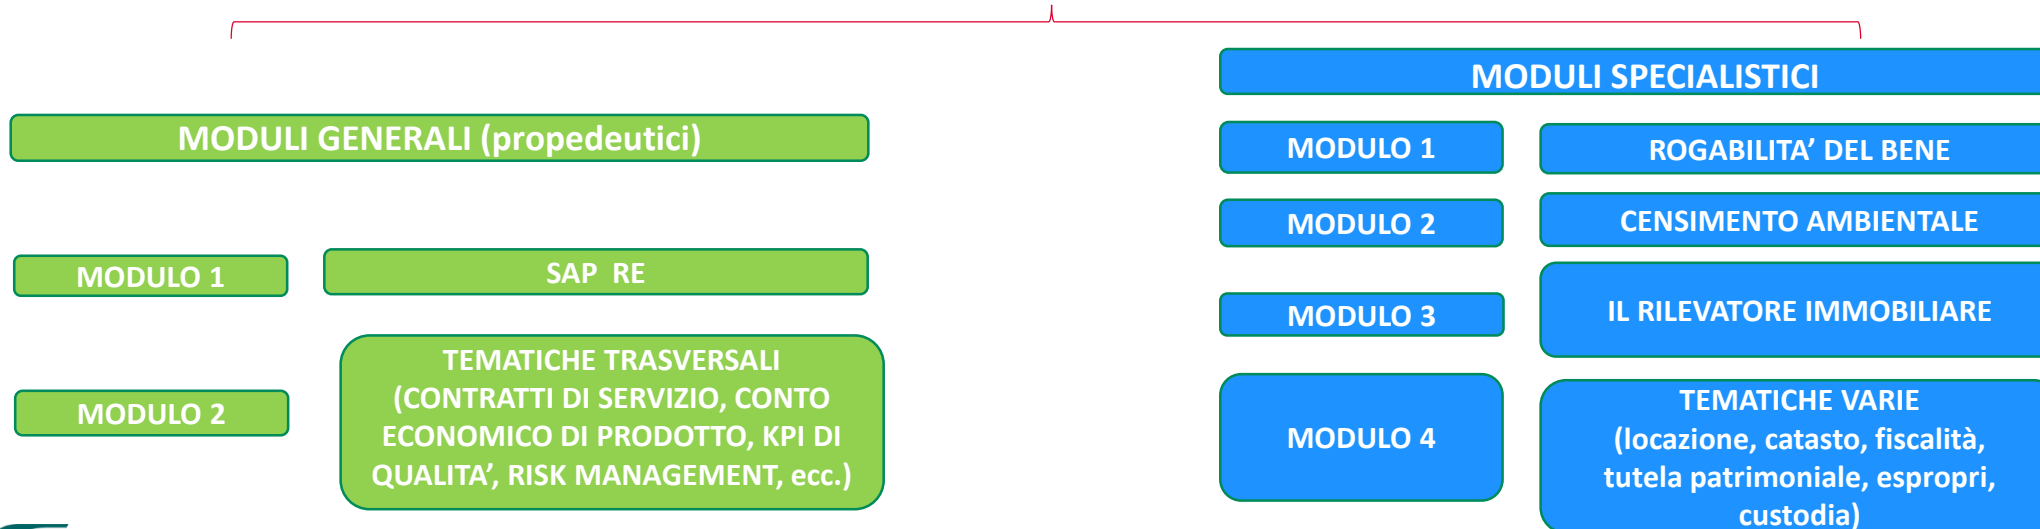 MODULI GENERALI (propedeutici)
MODULO 1
SAP RE
MODULO 2
TEMATICHE TRASVERSALI
(CONTRATTI DI SERVIZIO, CONTO
ECONOMICO DI PRODOTTO, KPI DI
QUALITA’, RISK MANAGEMENT, ecc.)
MODULI SPECIALISTICI
MODULO 1
ROGABILITA’ DEL BENE
MODULO 2
CENSIMENTO AMBIENTALE
MODULO 3
IL RILEVATORE IMMOBILIARE
MODULO 4
TEMATICHE VARIE
(locazione, catasto, fiscalità,
tutela patrimoniale, espropri,
custodia)